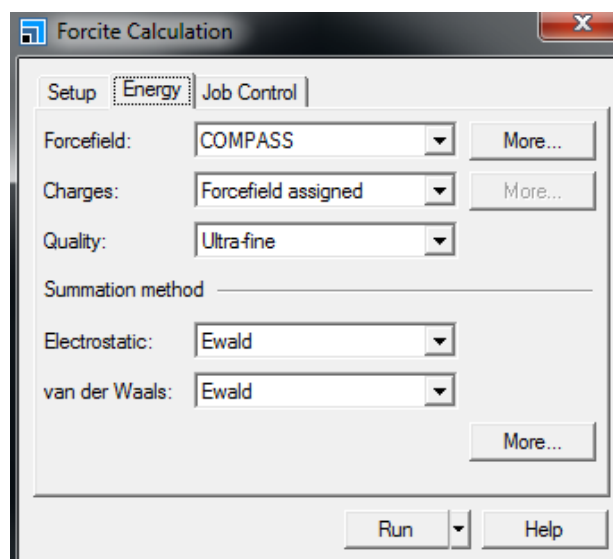 Forcite Calculation
Setup Energy Job Control
Forcefield: COMPASS More...
Charges: Forcefield assigned More...
Quality: Ultra-fine
Summation method
Electrostatic: Ewald
van der Waals: Ewald
More...
Run Help